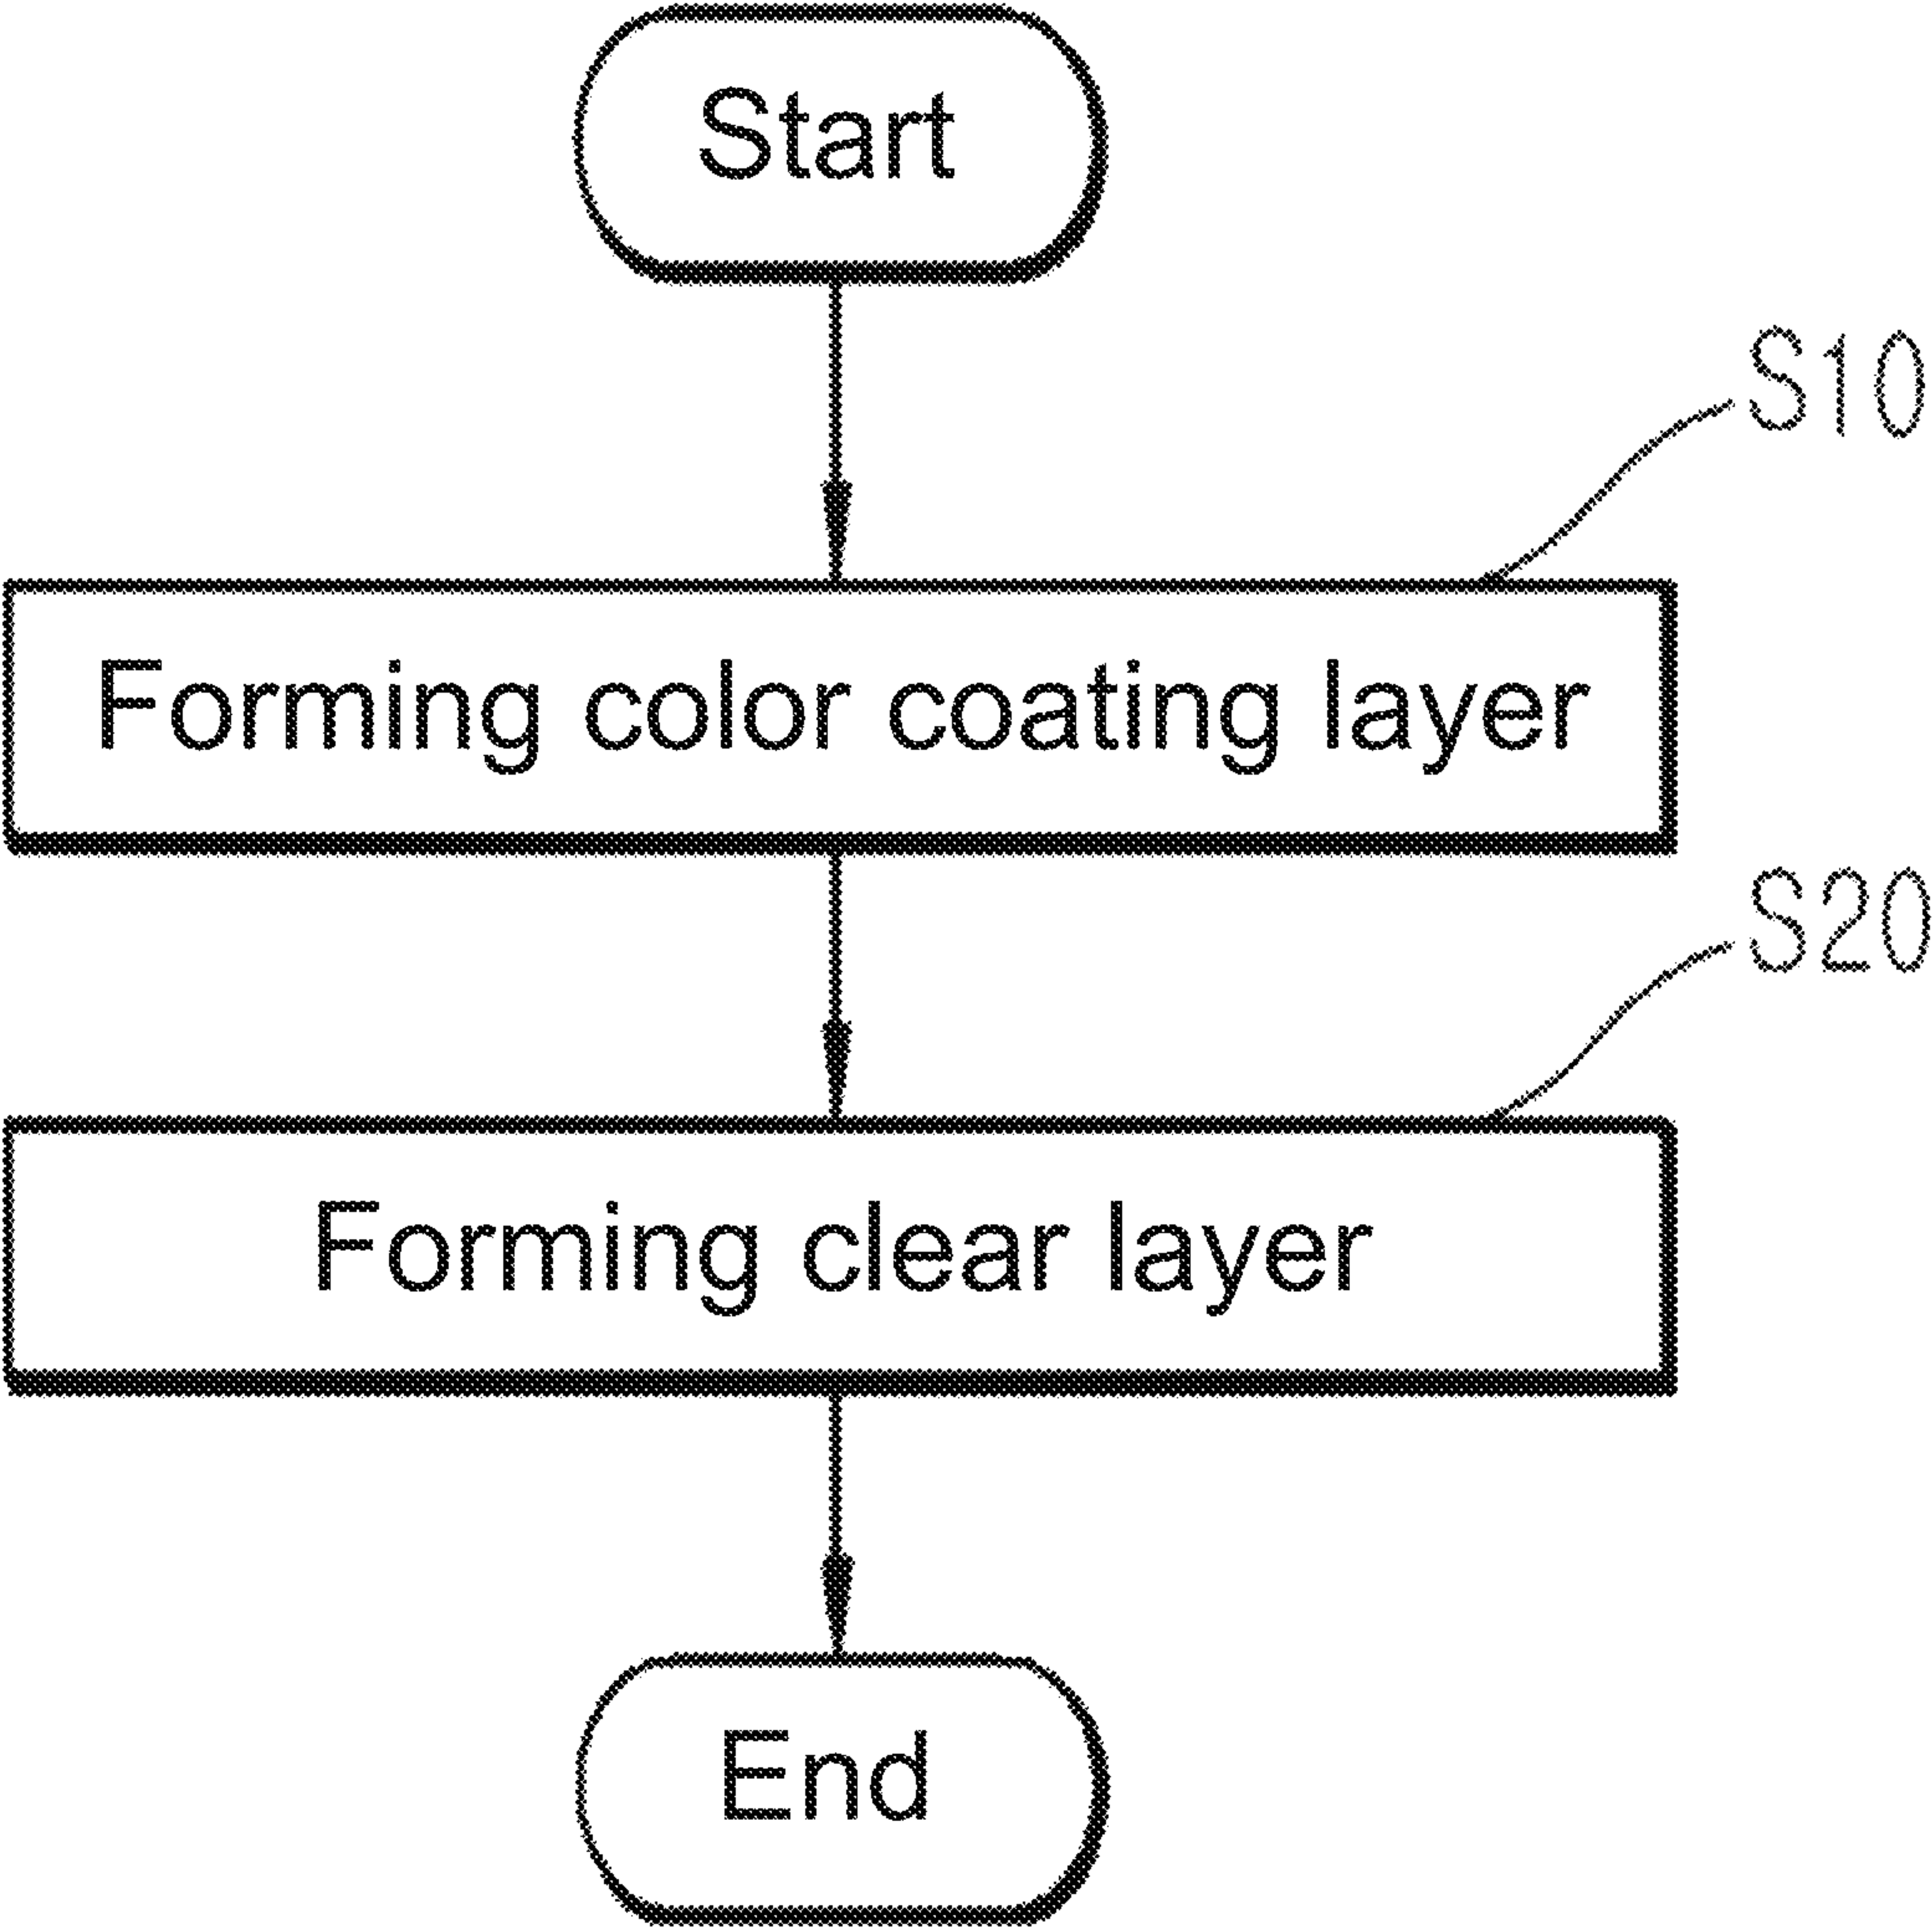 Start
S10
Forming color coating layer
S20
Forming clear layer
End